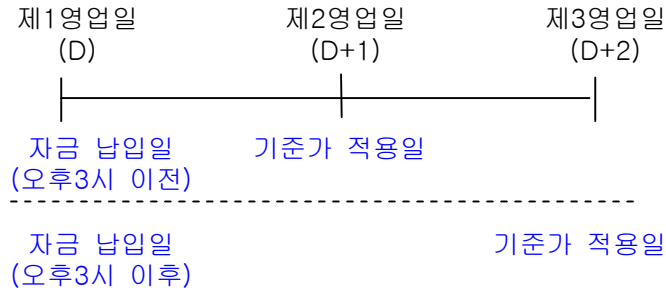 제1영업일 제2영업일 제3영업일
(D) (D+1) (D+2)
자금 납입일 기준가 적용일
(오후3시 이전)
자금 납입일 기준가 적용일
(오후3시 이후)